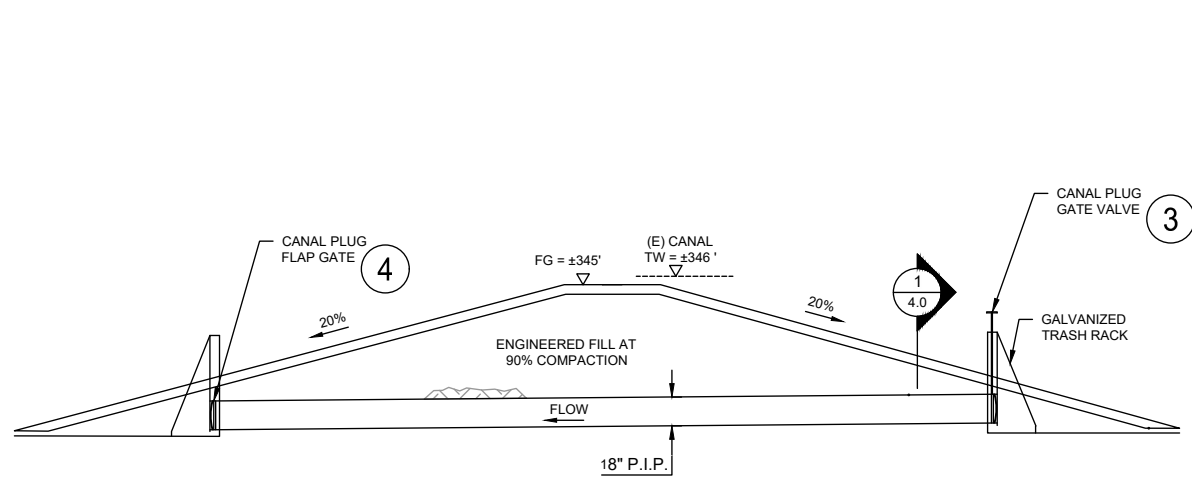 CANAL PLUG
GATE VALVE
3
CANAL PLUG
FLAP GATE
4
(E) CANAL
TW = ±346 '
FG = ±345'
1
4.0
20%
20%
GALVANIZED
TRASH RACK
ENGINEERED FILL AT
90% COMPACTION
FLOW
18" P.I.P.